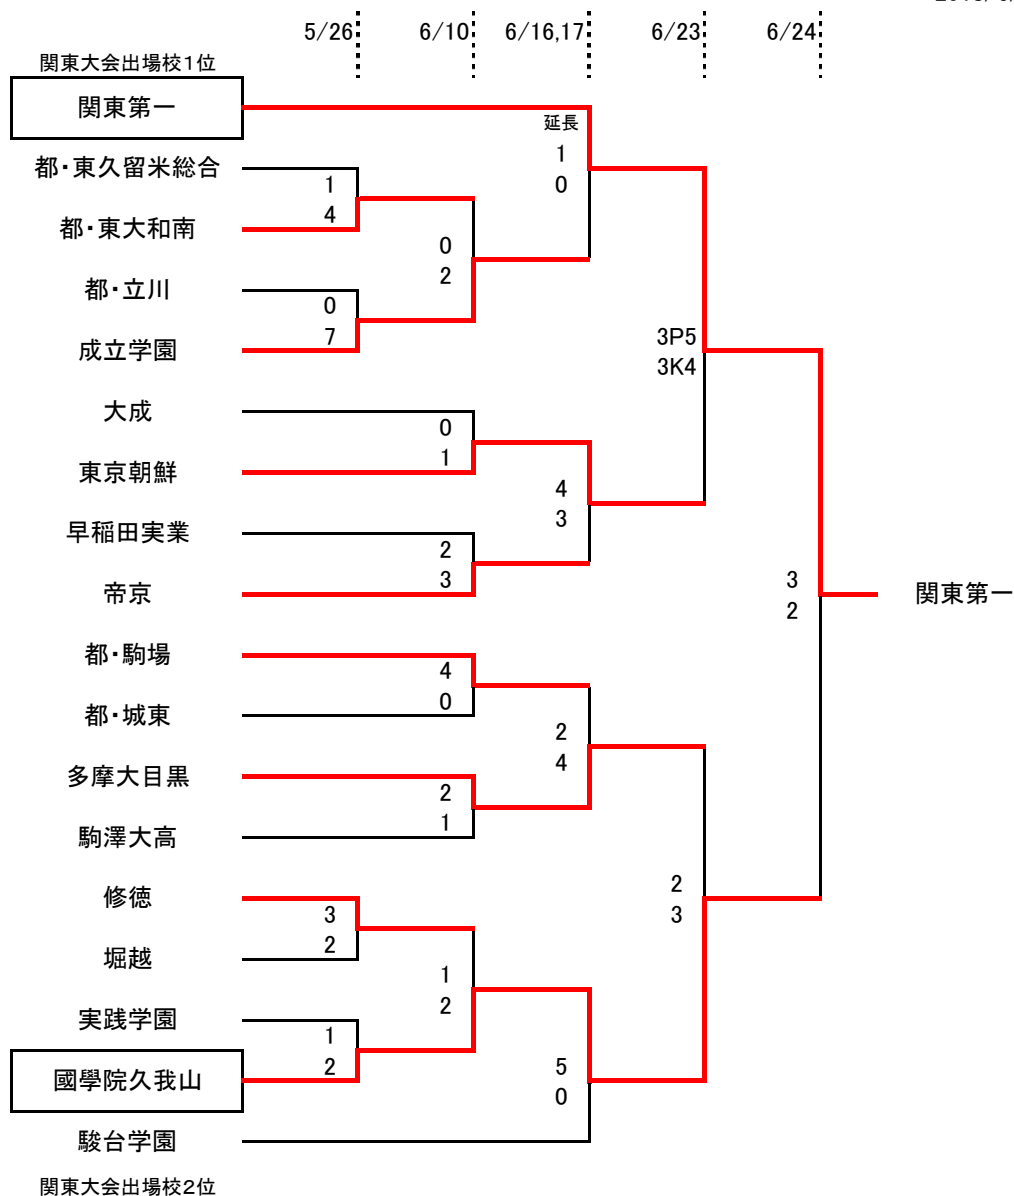 5/26 6/10 6/16,17 6/23 6/24
関東大会出場校1位
関東第一
延長
1
0
都・東久留米総合
1
4
都・東大和南
0
2
都・立川
0
7
成立学園
3P5
3K4
大成
0
1
東京朝鮮
4
3
早稲田実業
2
3
帝京
3
2
関東第一
都・駒場
4
0
都・城東
2
4
多摩大目黒
2
1
駒澤大高
2
3
修徳
3
2
堀越
1
2
実践学園
1
2
國學院久我山
5
0
駿台学園
関東大会出場校2位